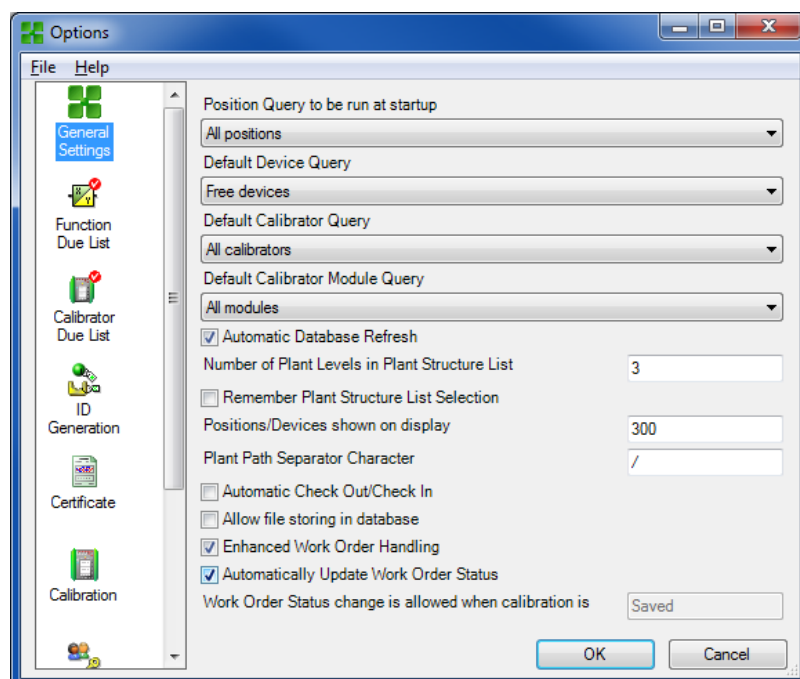 Options
File Help
General
Settings
Function
Due List
Calibrator
Due List
ID
Generation
Certificate
Calibration
Position Query to be run at startup
All positions
Default Device Query
Free devices
Default Calibrator Query
All calibrators
Default Calibrator Module Query
All modules
Automatic Database Refresh
Number of Plant Levels in Plant Structure List 3
Remember Plant Structure List Selection
Positions/Devices shown on display 300
Plant Path Separator Character /
Automatic Check Out/Check In
Allow file storing in database
Enhanced Work Order Handling
Automatically Update Work Order Status
Work Order Status change is allowed when calibration is Saved
OK Cancel